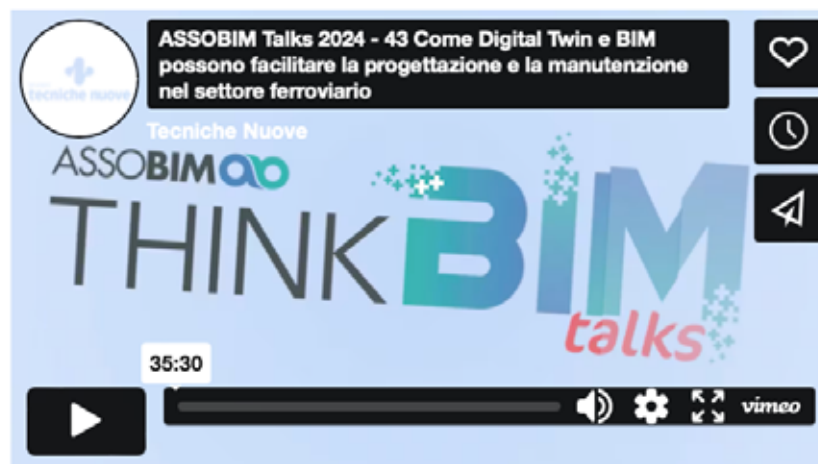 ASSOBIM Talks 2024 - 43 Come Digital Twin e BIM
possono facilitare la progettazione e la manutenzione
nel settore ferroviario
tecniche nuove
Tecniche Nuove
ASSOBIM
THINK BIM
talks
35:30
vimeo